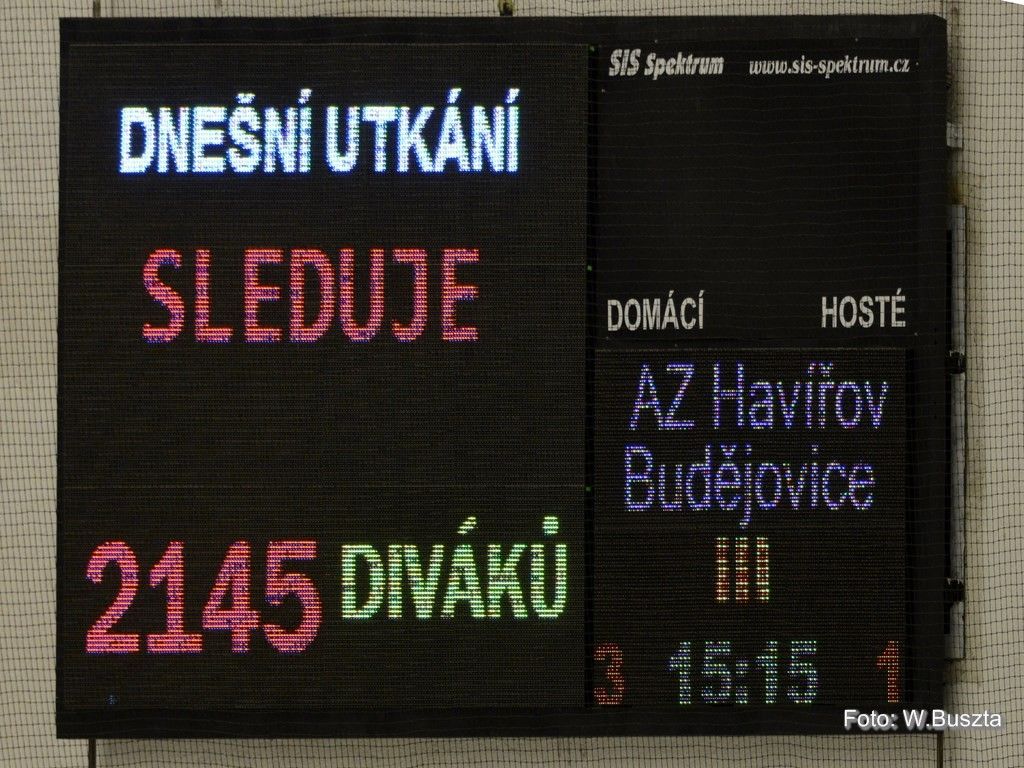 DNEŠNÍ UTKÁNÍ
SLEDUJE
2145 DIVÁKŮ
SIS Spektrum www.sis-spektrum.cz
DOMÁCÍ HOSTÉ
AZ Havířov
Budějovice
III
3 15:15 1
Foto: W.Buszta